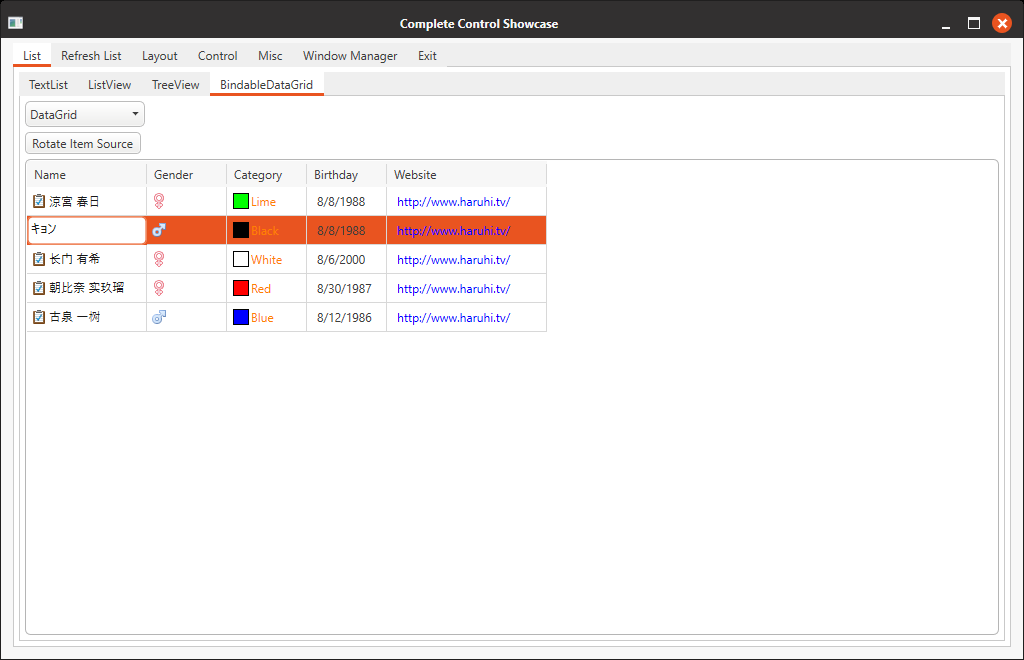 Complete Control Showcase
List Refresh List Layout Control Misc Window Manager Exit
TextList ListView TreeView BindableDataGrid
DataGrid
Rotate Item Source
Name Gender Category Birthday Website
涼宮 春日 Lime 8/8/1988 http://www.haruhi.tv/
キョン Black 8/8/1988 http://www.haruhi.tv/
长门 有希 White 8/6/2000 http://www.haruhi.tv/
朝比奈 实玖瑠 Red 8/30/1987 http://www.haruhi.tv/
古泉 一树 Blue 8/12/1986 http://www.haruhi.tv/